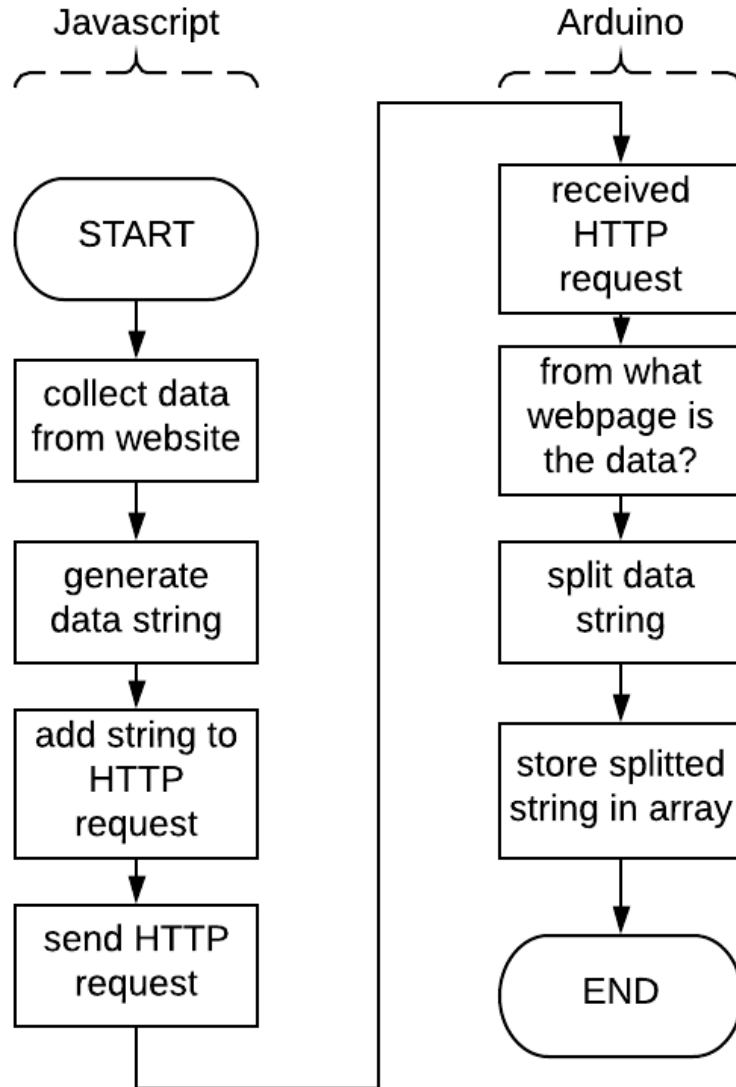 Javascript
START
collect data
from website
generate
data string
add string to
HTTP
request
send HTTP
request
Arduino
received
HTTP
request
from what
webpage is
the data?
split data
string
store splitted
string in array
END